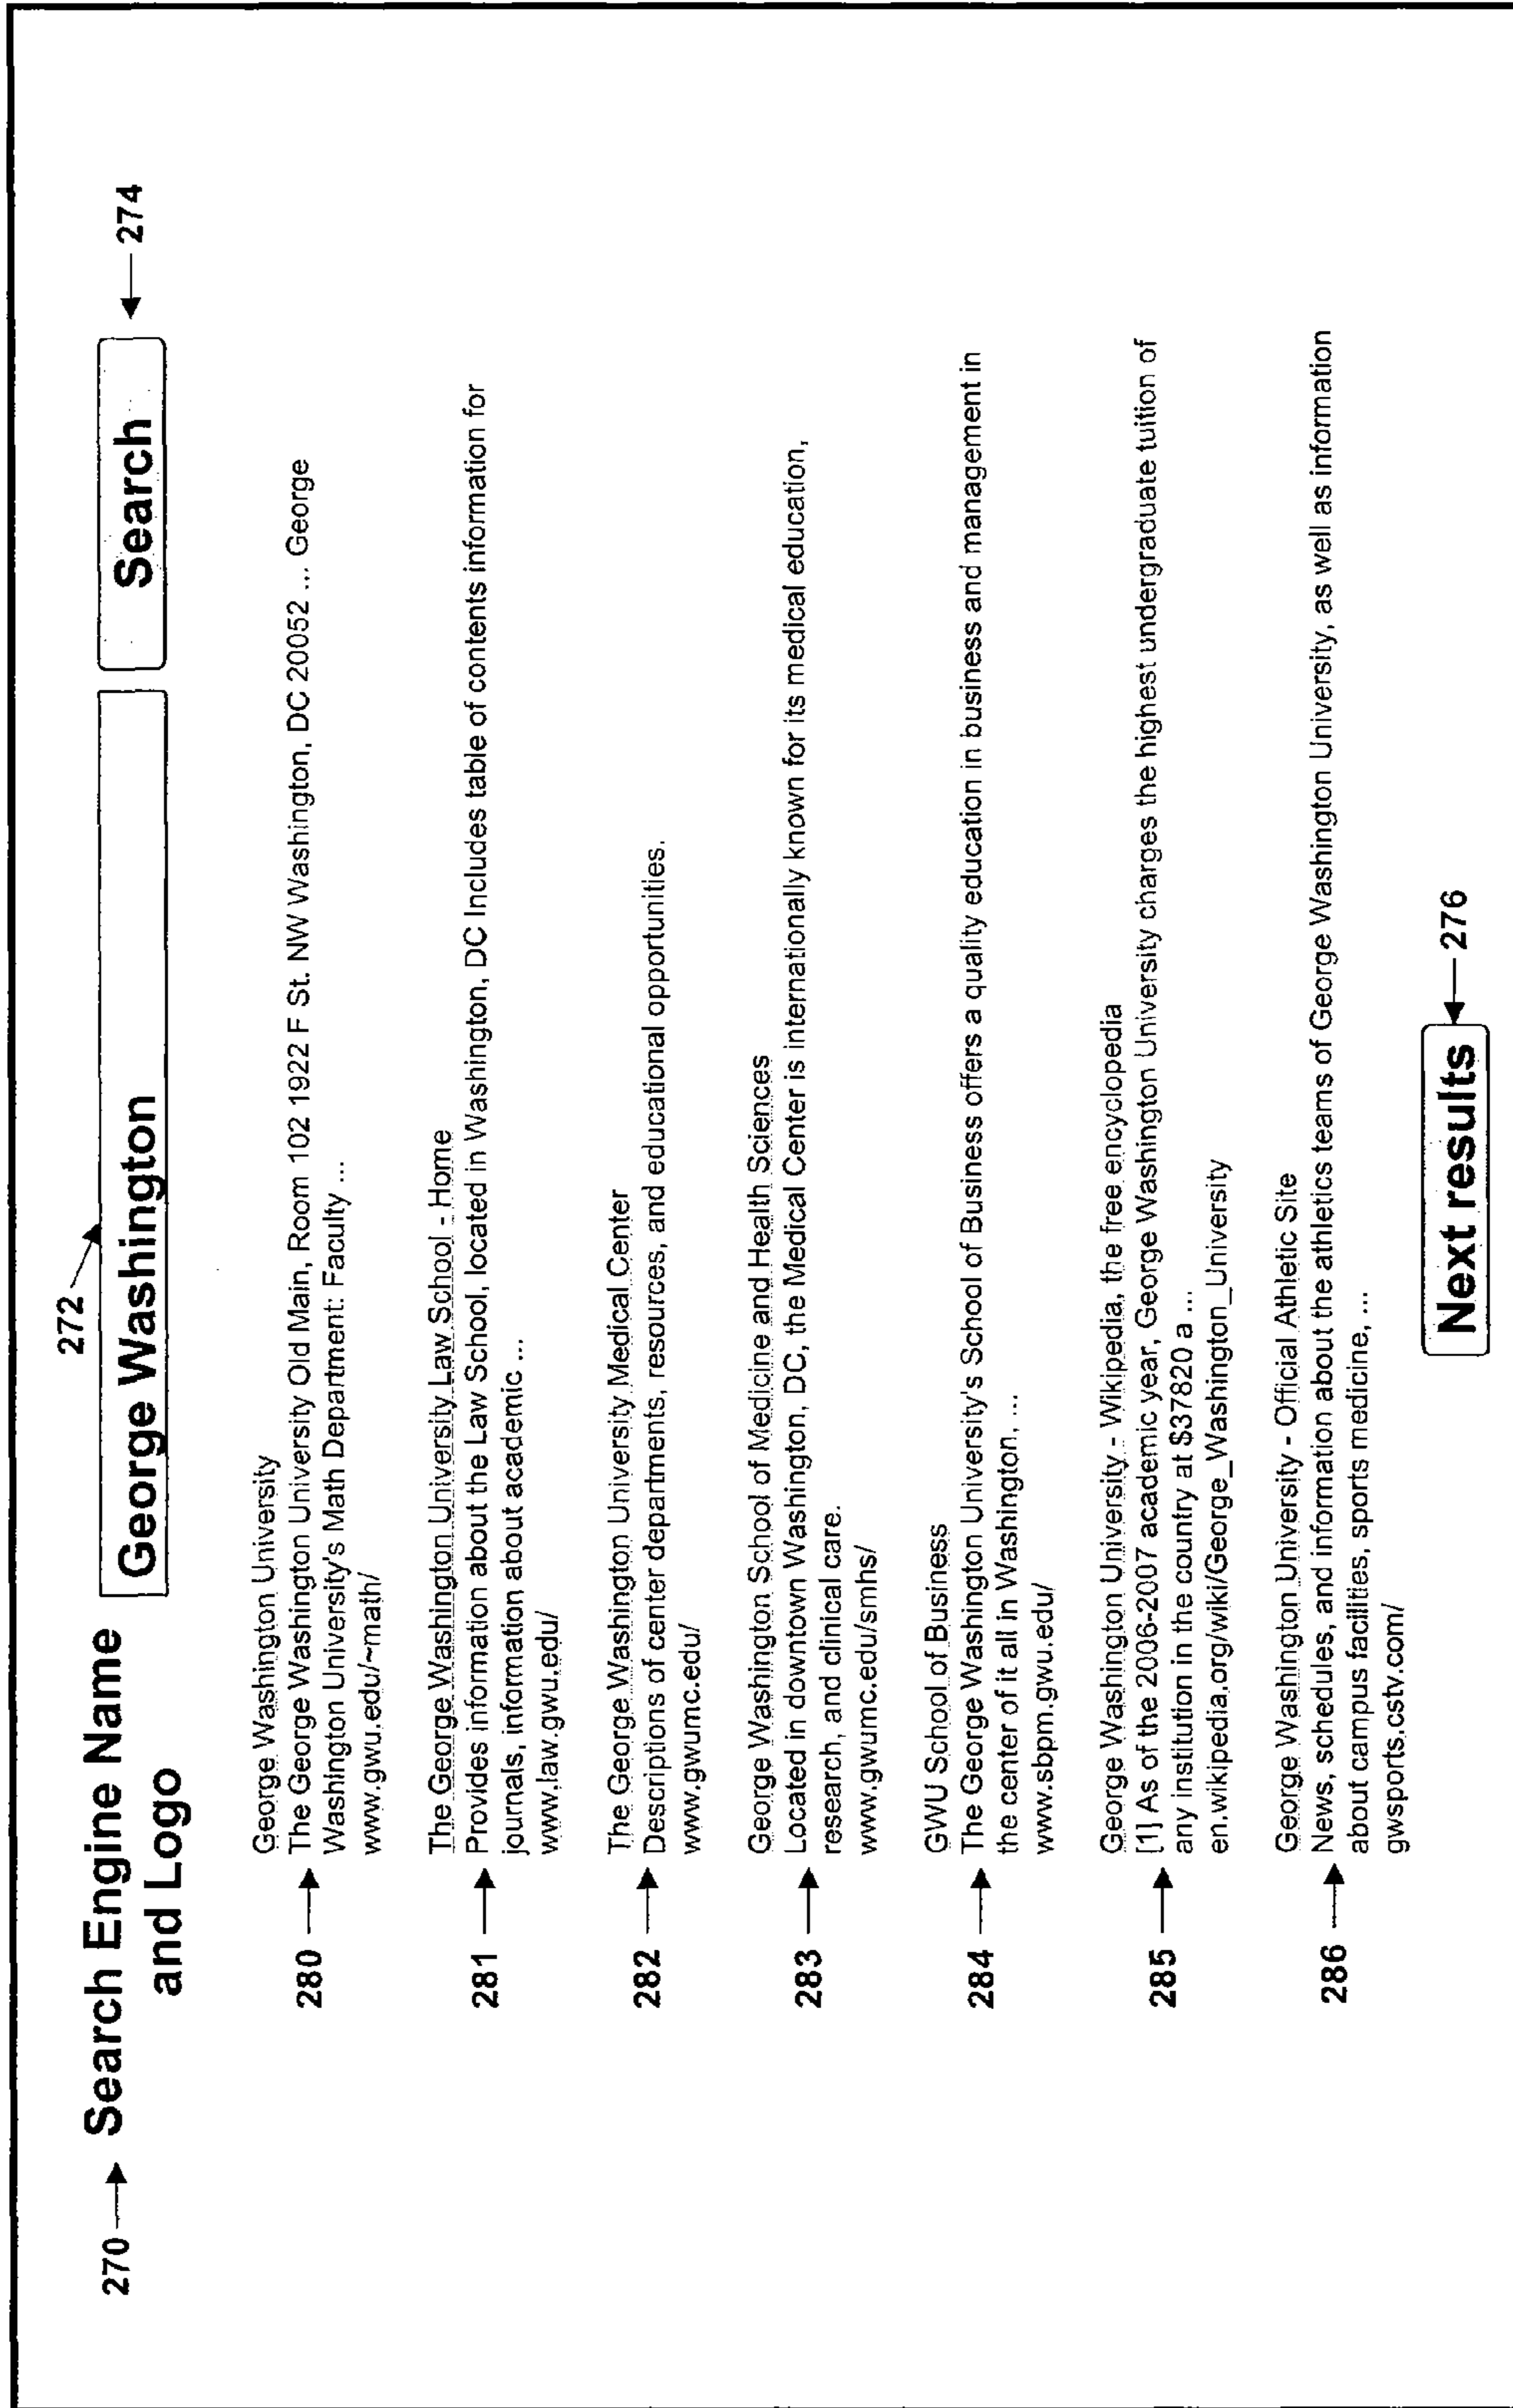 272
270 Search Engine Name George Washington Search 274
and Logo
George Washington University
280 The George Washington University Old Main, Room 102 1922 F St. NW Washington, DC 20052 ... George
Washington University's Math Department: Faculty ...
www.gwu.edu/~math/
The George Washington University Law School - Home
281 Provides information about the Law School, located in Washington, DC Includes table of contents information for
journals, information about academic ...
www.law.gwu.edu/
The George Washington University Medical Center
282 Descriptions of center departments, resources, and educational opportunities.
www.gwumc.edu/
George Washington School of Medicine and Health Sciences
283 Located in downtown Washington, DC, the Medical Center is internationally known for its medical education,
research, and clinical care.
www.gwumc.edu/smhs/
GWU School of Business
284 The George Washington University's School of Business offers a quality education in business and management in
the center of it all in Washington, ...
www.sbpm.gwu.edu/
George Washington University - Wikipedia, the free encyclopedia
285 [1] As of the 2006-2007 academic year, George Washington University charges the highest undergraduate tuition of
any institution in the country at $37820 a ...
en.wikipedia.org/wiki/George_Washington_University
George Washington University - Official Athletic Site
286 News, schedules, and information about the athletics teams of George Washington University, as well as information
about campus facilities, sports medicine, ...
gwsports.cstv.com/
Next results 276